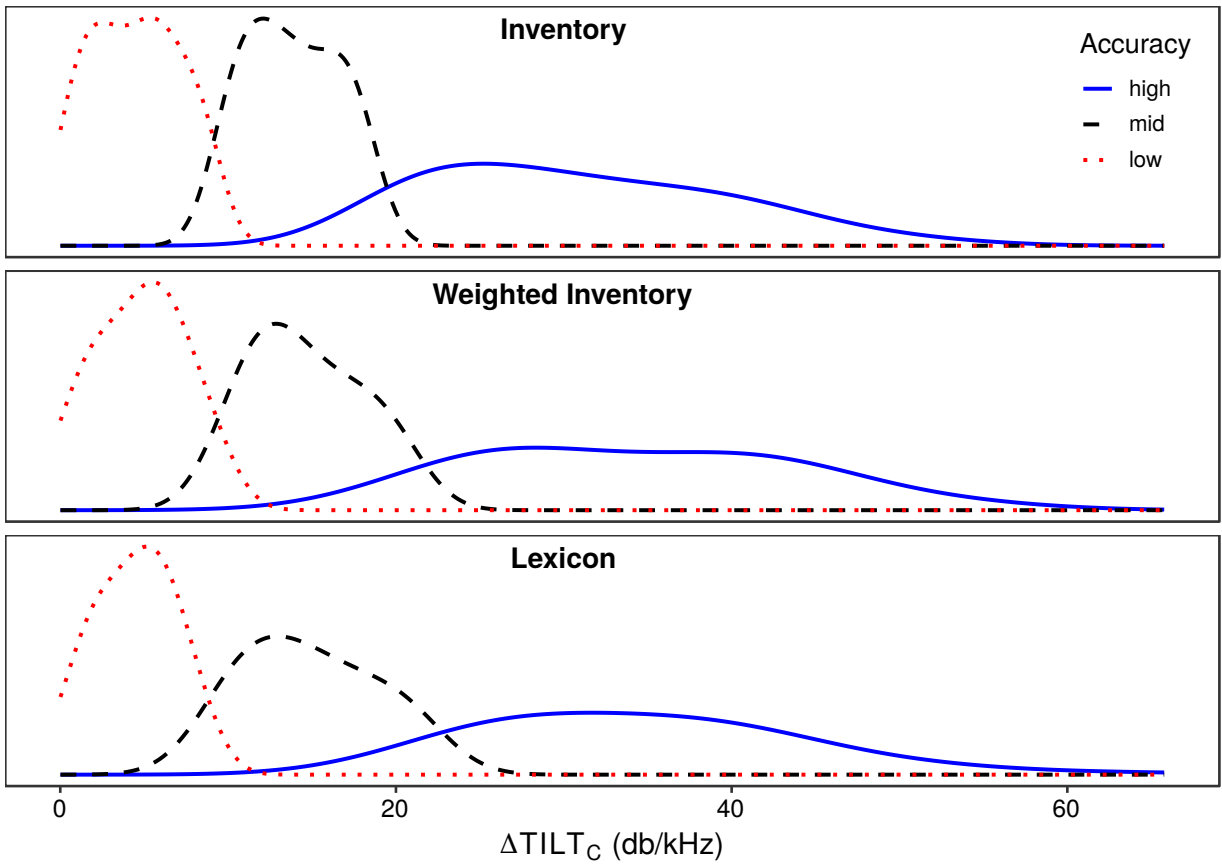 Inventory
Accuracy
high
mid
low
Weighted Inventory
Lexicon
0 20 40 60
ΔTILT_C (db/kHz)